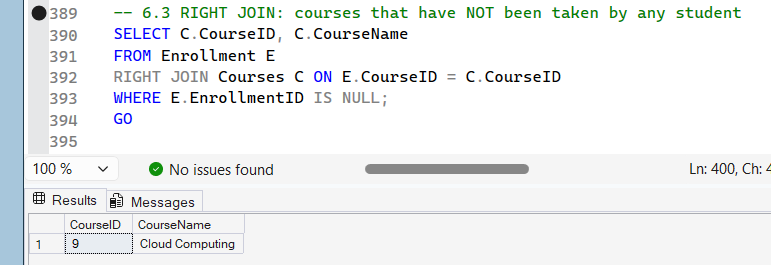 389 -- 6.3 RIGHT JOIN: courses that have NOT been taken by any student
390 SELECT C.CourseID, C.CourseName
391 FROM Enrollment E
392 RIGHT JOIN Courses C ON E.CourseID = C.CourseID
393 WHERE E.EnrollmentID IS NULL;
394 GO
395
100 % No issues found Ln: 400, Ch: 4
Results Messages
CourseID CourseName
1 9 Cloud Computing